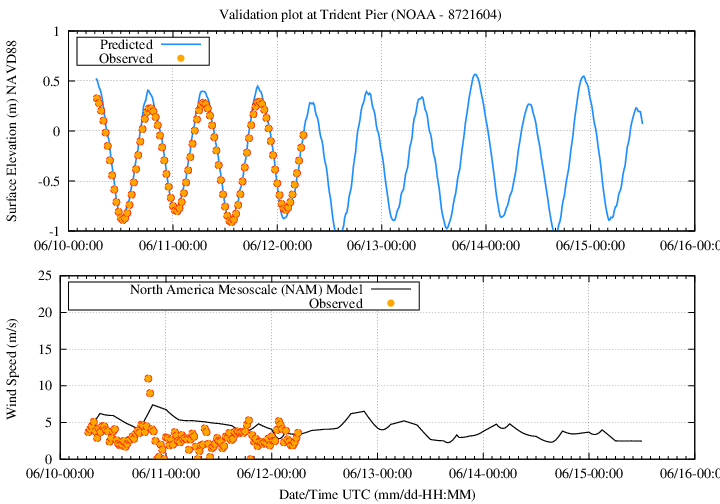 Validation plot at Trident Pier (NOAA - 8721604)
Surface Elevation (m) NAVD88
Predicted
Observed
1
0.5
0
-0.5
-1
06/10-00:00 06/11-00:00 06/12-00:00 06/13-00:00 06/14-00:00 06/15-00:00 06/16-00:00
Wind Speed (m/s)
North America Mesoscale (NAM) Model
Observed
25
20
15
10
5
0
06/10-00:00 06/11-00:00 06/12-00:00 06/13-00:00 06/14-00:00 06/15-00:00 06/16-00:00
Date/Time UTC (mm/dd-HH:MM)